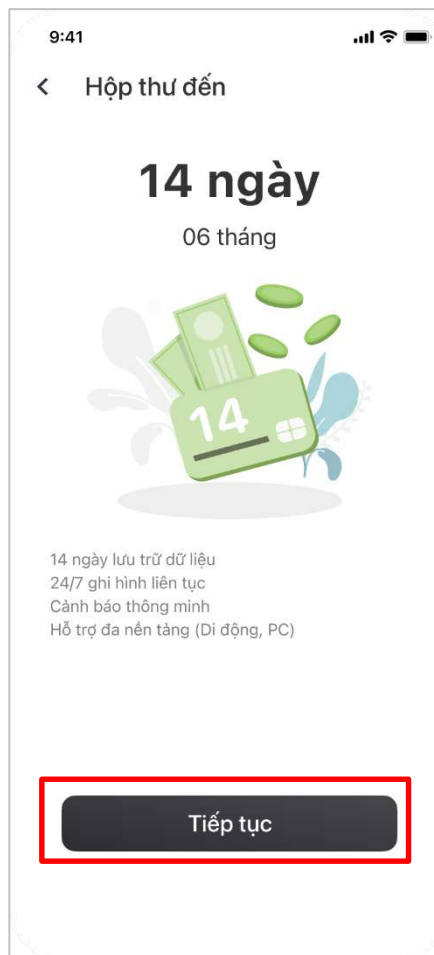 9:41
Hộp thư đến
14 ngày
06 tháng
14
14 ngày lưu trữ dữ liệu
24/7 ghi hình liên tục
Cảnh báo thông minh
Hỗ trợ đa nền tảng (Di động, PC)
Tiếp tục